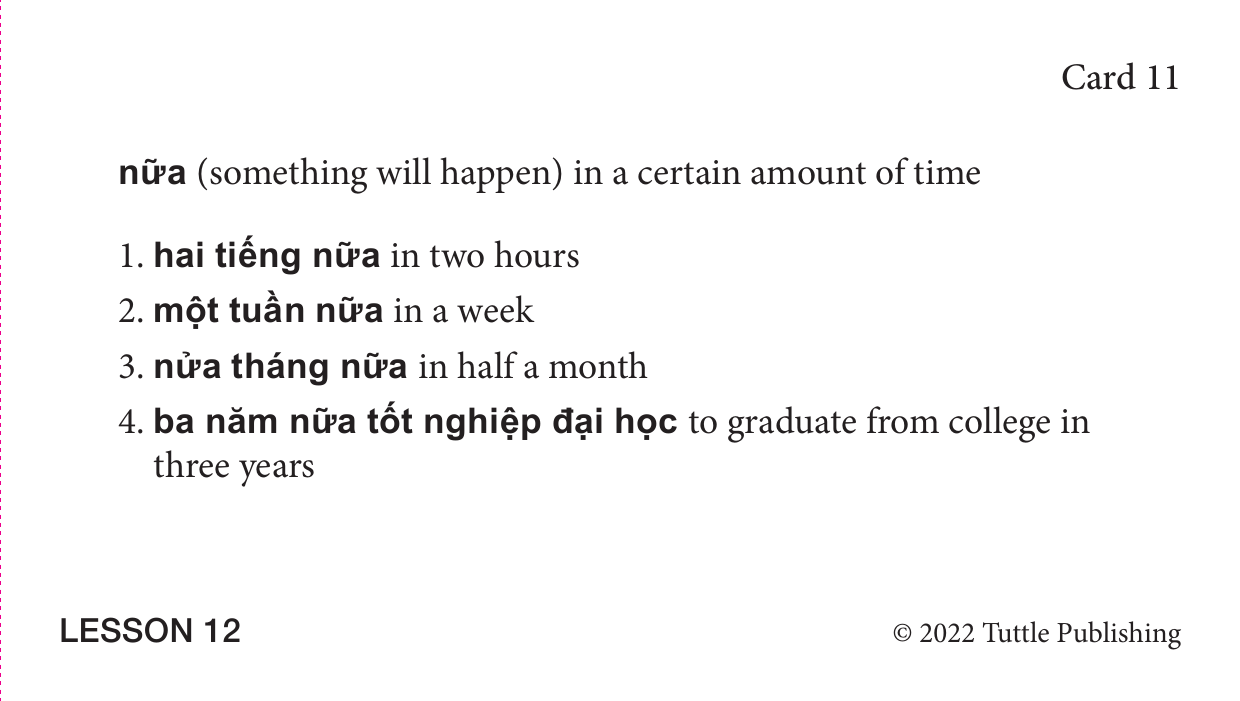 Card 11
nữa (something will happen) in a certain amount of time
1. hai tiếng nữa in two hours
2. một tuần nữa in a week
3. nửa tháng nữa in half a month
4. ba năm nữa tốt nghiệp đại học to graduate from college in
three years
LESSON 12
© 2022 Tuttle Publishing